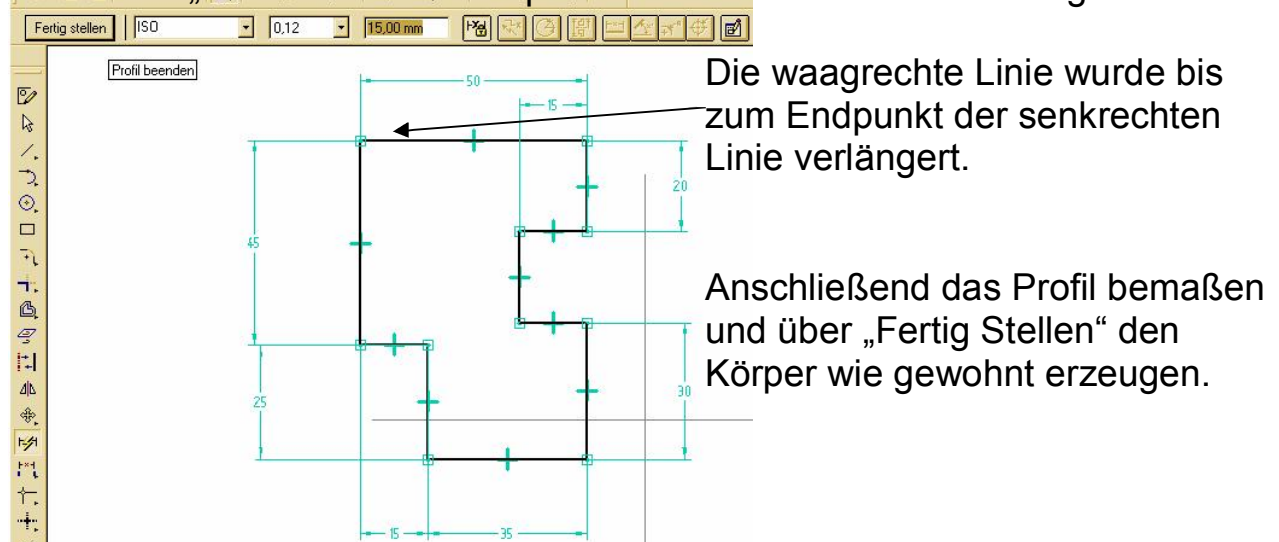 „
Fertig stellen ISO 0,12 15,00 mm
Profil beenden
Die waagrechte Linie wurde bis
zum Endpunkt der senkrechten
Linie verlängert.
Anschließend das Profil bemaßen
und über „Fertig Stellen“ den
Körper wie gewohnt erzeugen.
50
15
20
45
25
30
15
35